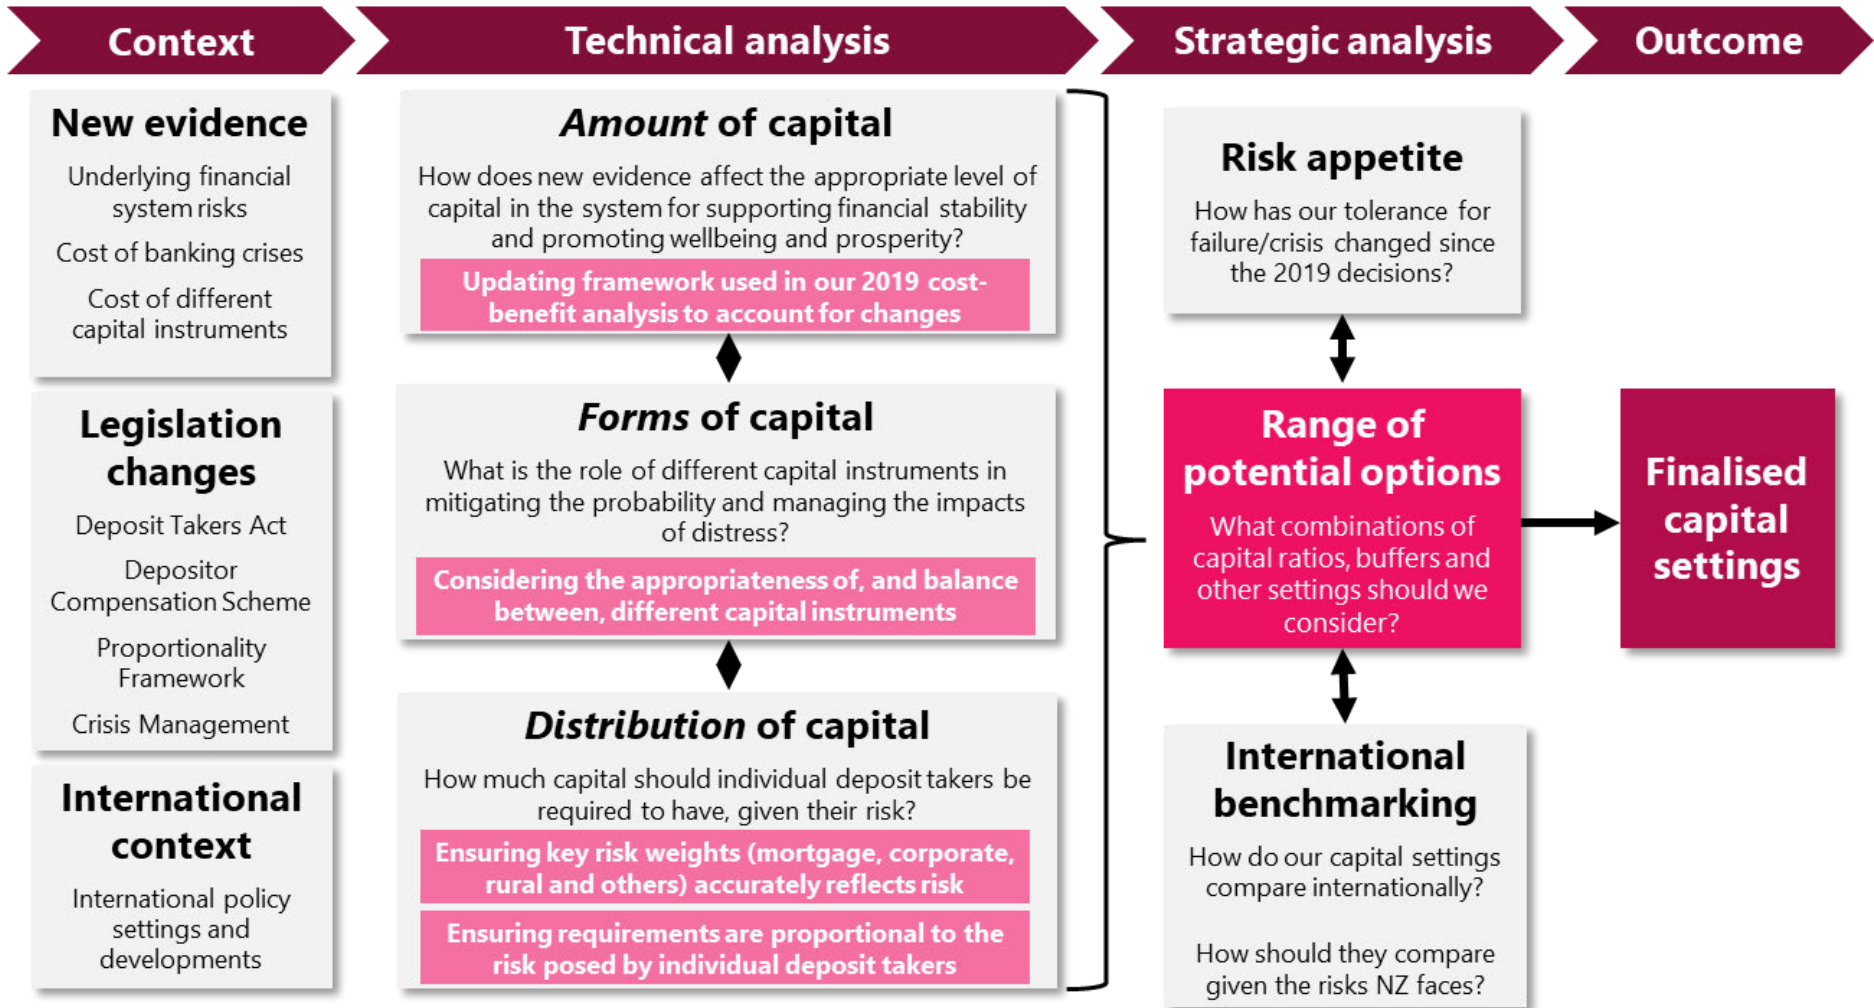 Context
Technical analysis
Strategic analysis
Outcome
New evidence
Underlying financial
system risks
Cost of banking crises
Cost of different
capital instruments
Legislation
changes
Deposit Takers Act
Depositor
Compensation Scheme
Proportionality
Framework
Crisis Management
International
context
International policy
settings and
developments
Amount of capital
How does new evidence affect the appropriate level of
capital in the system for supporting financial stability
and promoting wellbeing and prosperity?
Updating framework used in our 2019 cost-
benefit analysis to account for changes
Forms of capital
What is the role of different capital instruments in
mitigating the probability and managing the impacts
of distress?
Considering the appropriateness of, and balance
between, different capital instruments
Distribution of capital
How much capital should individual deposit takers be
required to have, given their risk?
Ensuring key risk weights (mortgage, corporate,
rural and others) accurately reflects risk
Ensuring requirements are proportional to the
risk posed by individual deposit takers
Risk appetite
How has our tolerance for
failure/crisis changed since
the 2019 decisions?
Range of
potential options
What combinations of
capital ratios, buffers and
other settings should we
consider?
International
benchmarking
How do our capital settings
compare internationally?
How should they compare
given the risks NZ faces?
Finalised
capital
settings